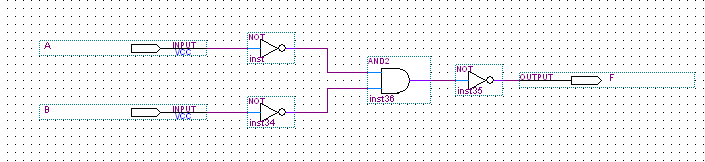 A
INPUT
VCC
NOT
inst
AND2
inst36
NOT
inst35
OUTPUT
F
B
INPUT
VCC
NOT
inst34